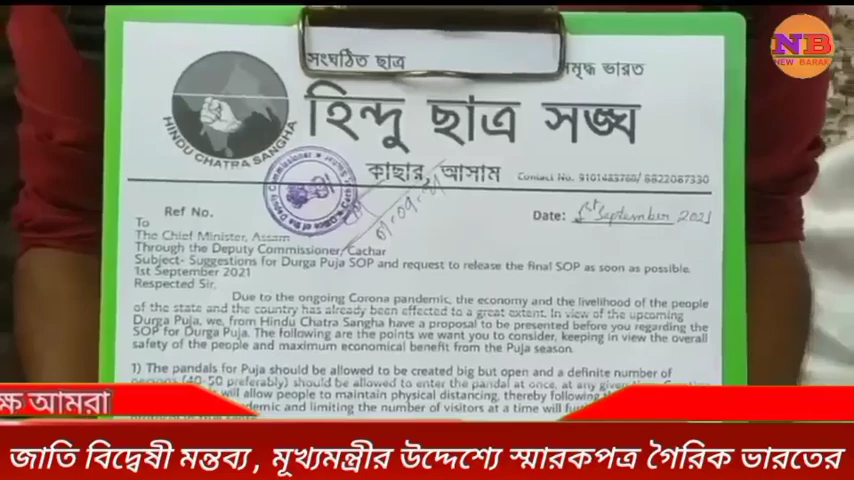 সংঘঠিত ছাত্র
সমৃদ্ধ ভারত
NB
NEW BARAK
হিন্দু ছাত্র সঙ্ঘ
HINDU CHATRA SANGHA
কাছার, আসাম
Contact No. 9101483760/ 8822087330
Ref No.
Date: 1st September 2021
To
The Chief Minister, Assam
Through the Deputy Commissioner, Cachar
Subject- Suggestions for Durga Puja SOP and request to release the final SOP as soon as possible.
1st September 2021
Respected Sir,
Due to the ongoing Corona pandemic, the economy and the livelihood of the people
of the state and the country has already been effected to a great extent. In view of the upcoming
Durga Puja, we, from Hindu Chatra Sangha have a proposal to be presented before you regarding the
SOP for Durga Puja. The following are the points we want you to consider, keeping in view the overall
safety of the people and maximum economical benefit from the Puja season.
1) The pandals for Puja should be allowed to be created big but open and a definite number of
persons (40-50 preferably) should be allowed to enter the pandal at once, at any given time.
will allow people to maintain physical distancing, thereby following
and limiting the number of visitors at a time will
ক্ষ আমরা
জাতি বিদ্বেষী মন্তব্য , মূখ্যমন্ত্রীর উদ্দেশ্যে স্মারকপত্র গৈরিক ভারতের